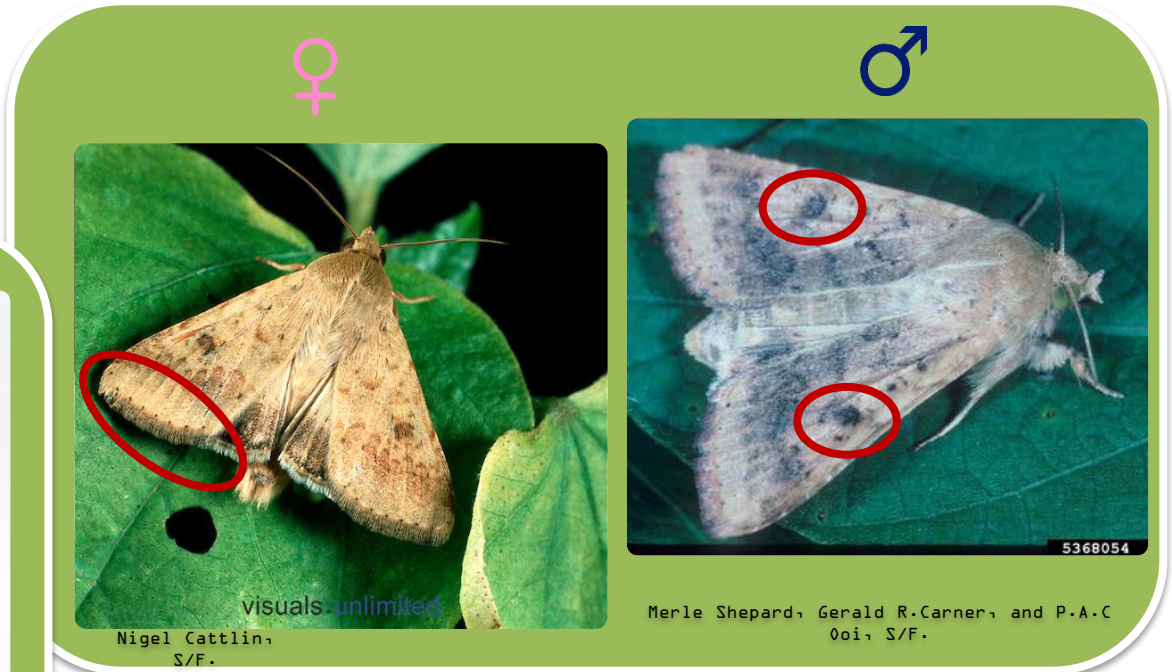 visuals unlimited
Nigel Cattlin,
S/F.
5368054
Merle Shepard, Gerald R.Carner, and P.A.C
Ooi, S/F.